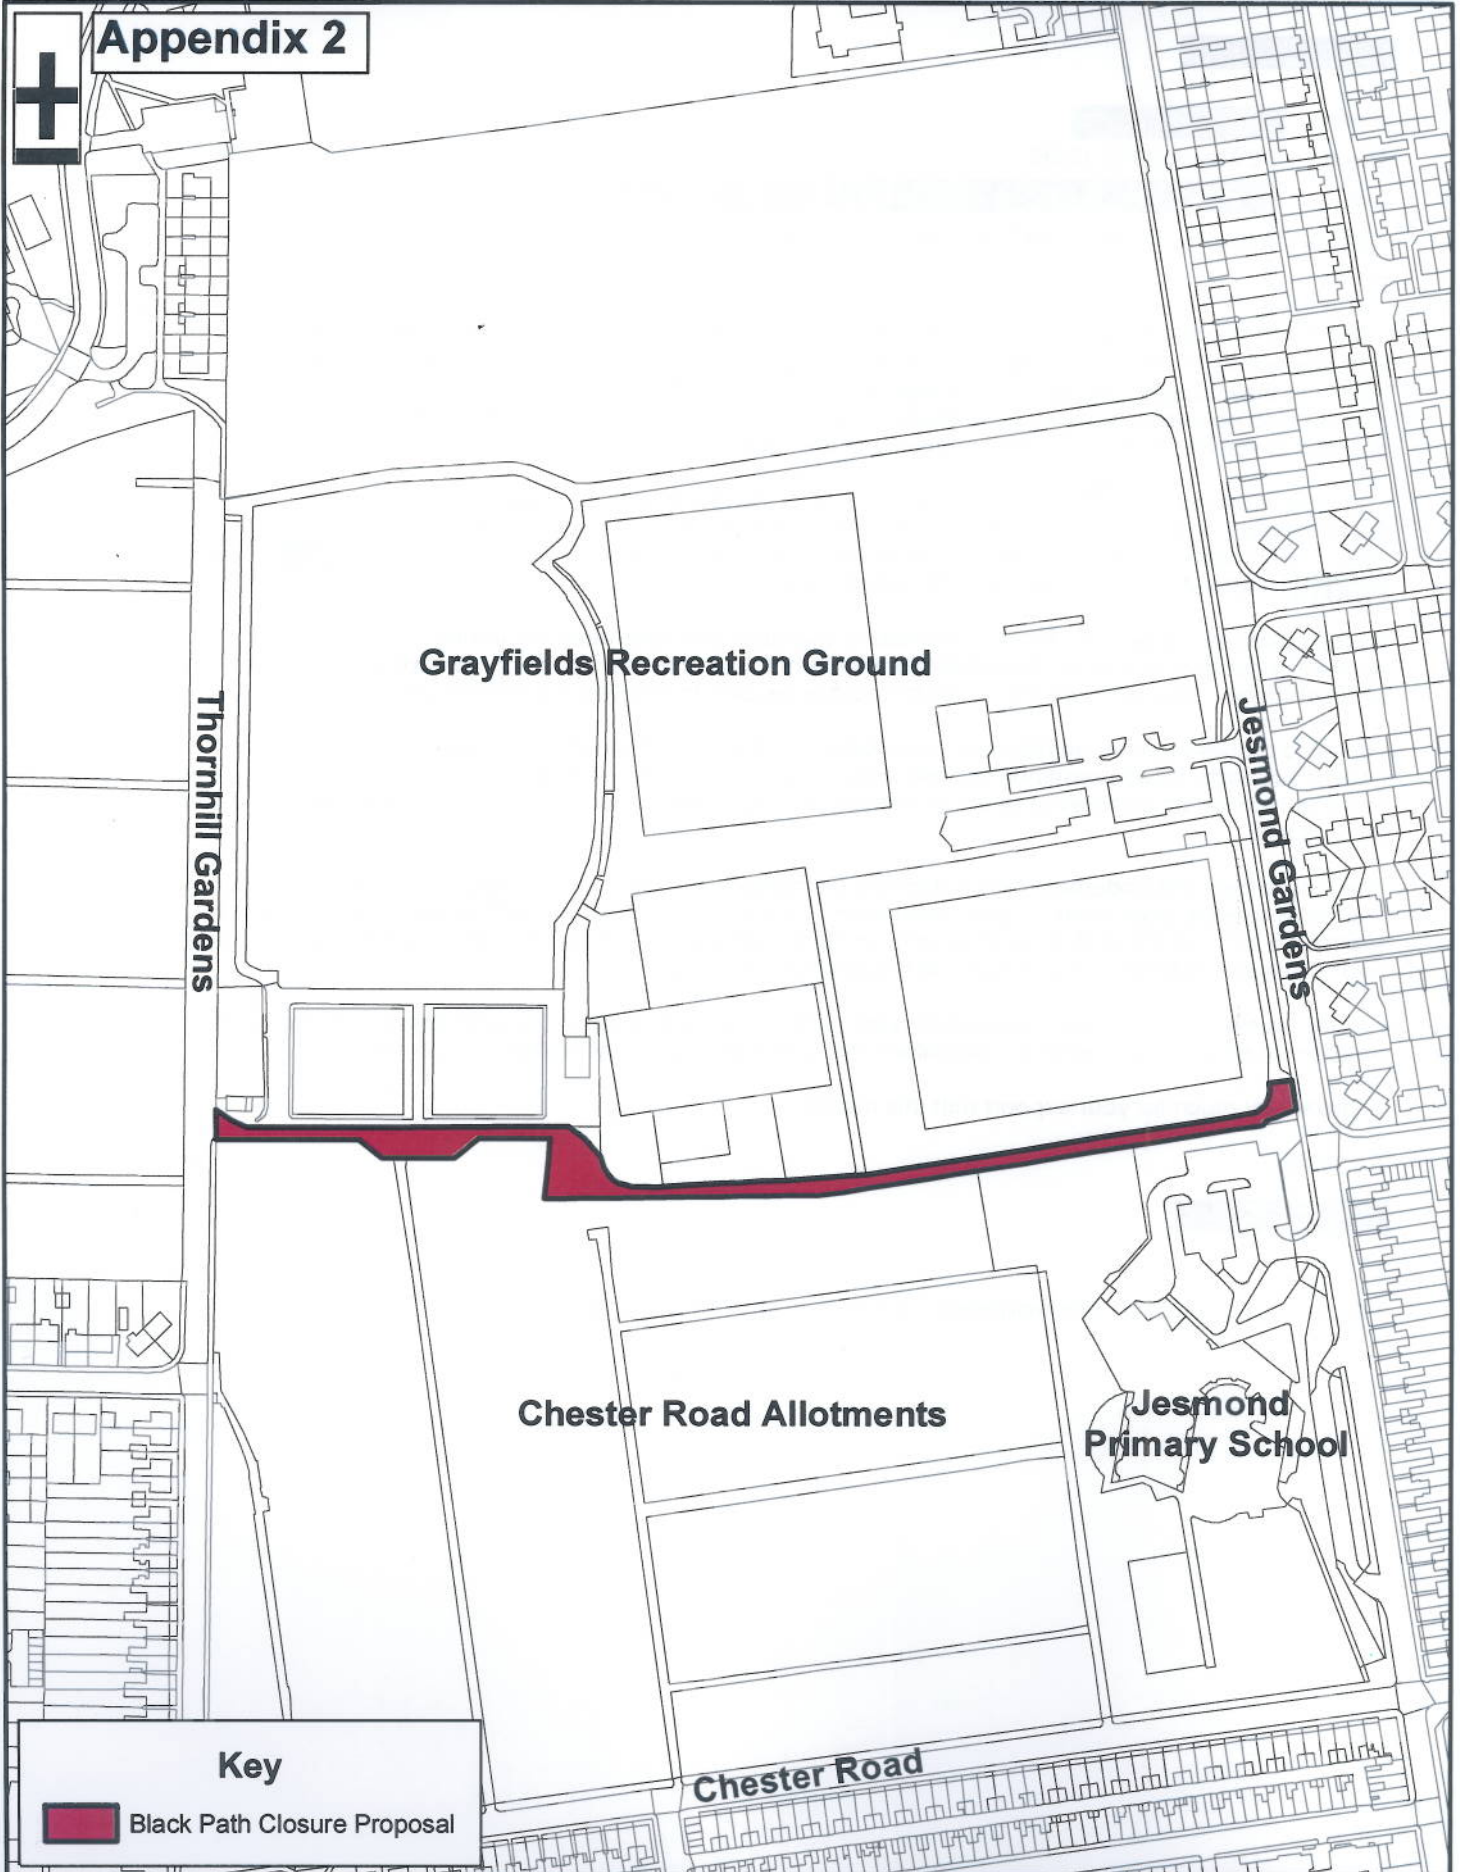 Appendix 2
Grayfields Recreation Ground
Thornhill Gardens
Jesmond Gardens
Chester Road Allotments
Jesmond
Primary School
Chester Road
Key
Black Path Closure Proposal